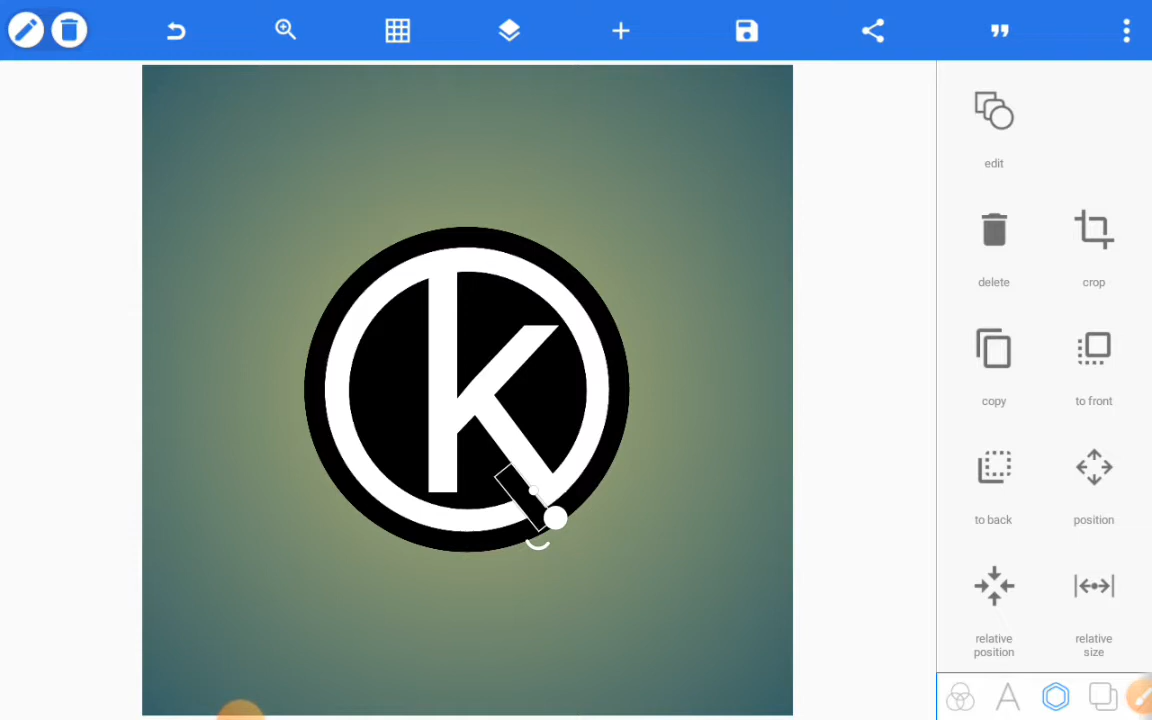 k
edit
delete
crop
copy
to front
to back
position
relative
position
relative
size